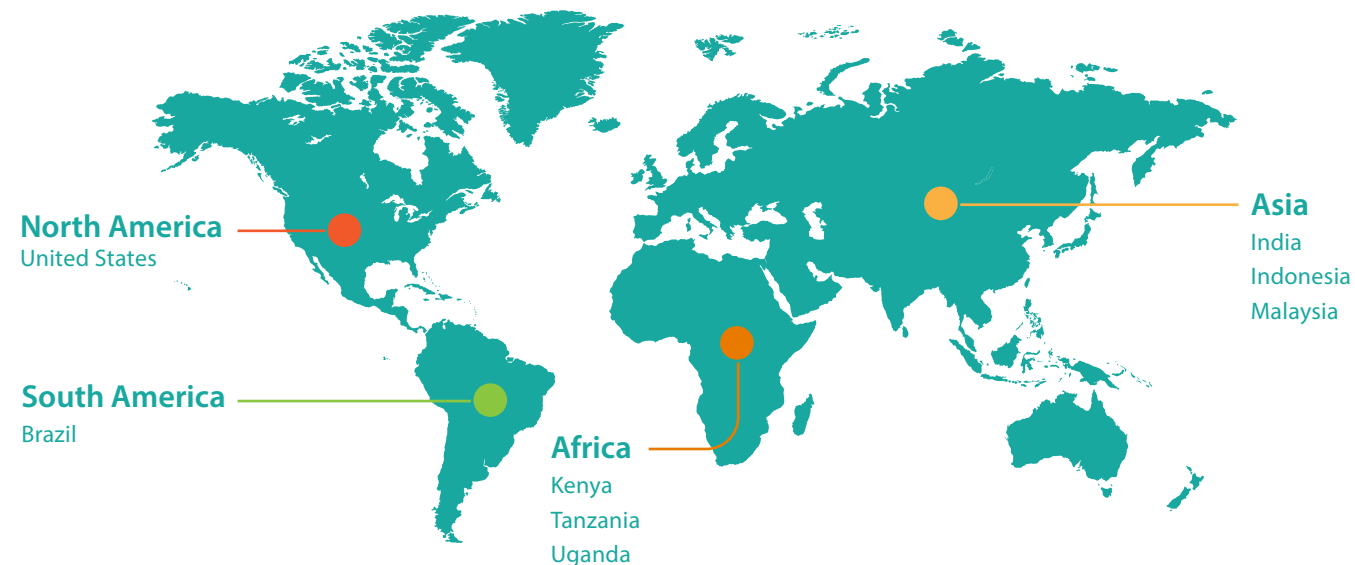 North America
United States
South America
Brazil
Africa
Kenya
Tanzania
Uganda
Asia
India
Indonesia
Malaysia